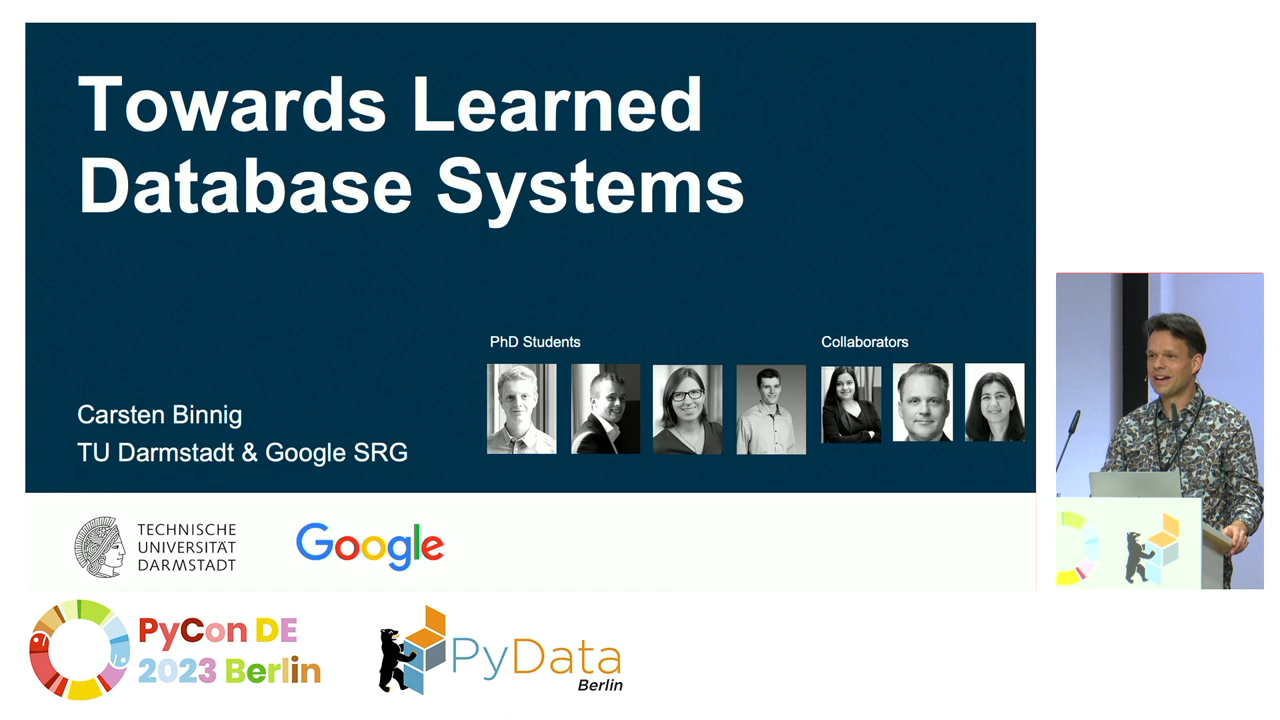 Towards Learned
Database Systems
PhD Students
Collaborators
Carsten Binnig
TU Darmstadt & Google SRG
TECHNISCHE
UNIVERSITÄT
DARMSTADT
Google
PyCon DE
2023 Berlin
PyData
Berlin